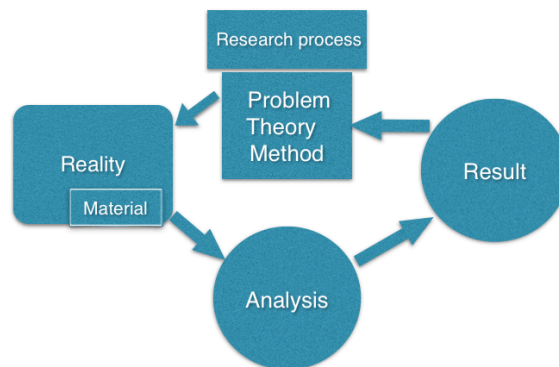 Research process
Problem
Theory
Method
Reality
Material
Result
Analysis